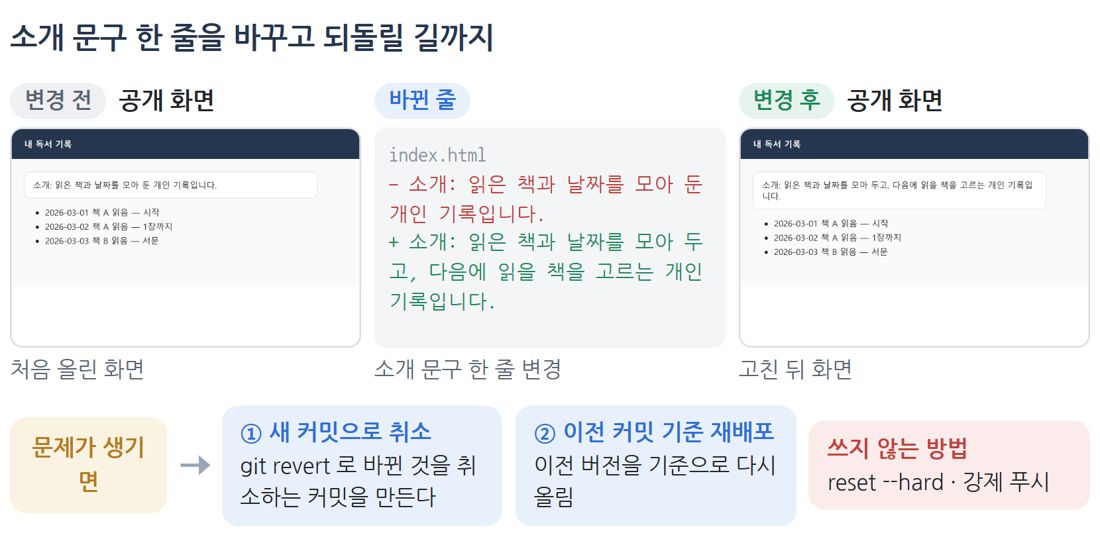 소개 문구 한 줄을 바꾸고 되돌릴 길까지
변경 전 공개 화면
내 독서 기록
소개: 읽은 책과 날짜를 모아 둔 개인 기록입니다.
• 2026-03-01 책 A 읽음 — 시작
• 2026-03-02 책 A 읽음 — 1장까지
• 2026-03-03 책 B 읽음 — 서문
처음 올린 화면
바뀐 줄
index.html
- 소개: 읽은 책과 날짜를 모아 둔
개인 기록입니다.
+ 소개: 읽은 책과 날짜를 모아 두
고, 다음에 읽을 책을 고르는 개인
기록입니다.
소개 문구 한 줄 변경
변경 후 공개 화면
내 독서 기록
소개: 읽은 책과 날짜를 모아 두고, 다음에 읽을 책을 고르는 개인 기록입
니다.
• 2026-03-01 책 A 읽음 — 시작
• 2026-03-02 책 A 읽음 — 1장까지
• 2026-03-03 책 B 읽음 — 서문
고친 뒤 화면
문제가 생기
면
→
① 새 커밋으로 취소
git revert 로 바뀐 것을 취
소하는 커밋을 만든다
② 이전 커밋 기준 재배포
이전 버전을 기준으로 다시
올림
쓰지 않는 방법
reset --hard · 강제 푸시